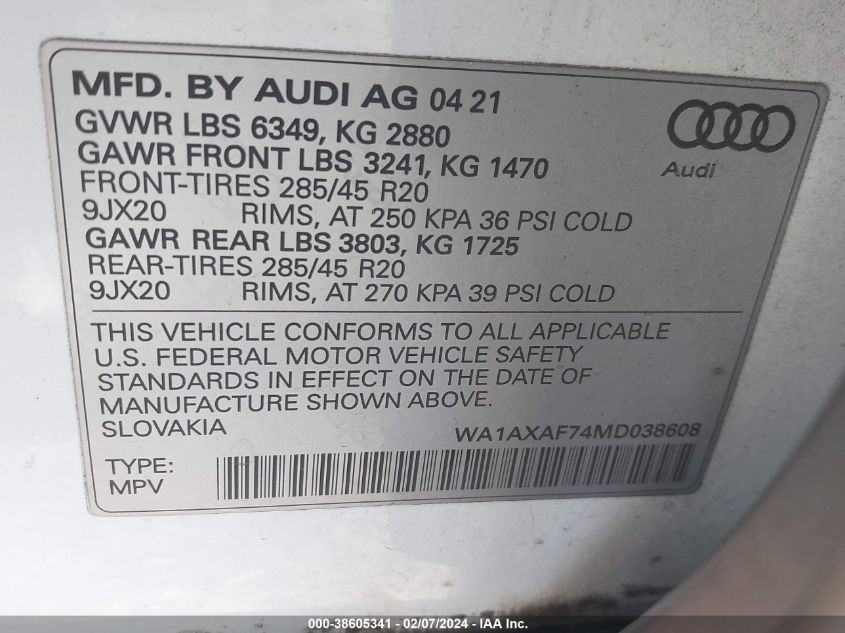 MFD. BY AUDI AG 04 21
GVWR LBS 6349, KG 2880
GAWR FRONT LBS 3241, KG 1470
FRONT-TIRES 285/45 R20
9JX20 RIMS, AT 250 KPA 36 PSI COLD
GAWR REAR LBS 3803, KG 1725
REAR-TIRES 285/45 R20
9JX20 RIMS, AT 270 KPA 39 PSI COLD
Audi
THIS VEHICLE CONFORMS TO ALL APPLICABLE
U.S. FEDERAL MOTOR VEHICLE SAFETY
STANDARDS IN EFFECT ON THE DATE OF
MANUFACTURE SHOWN ABOVE.
SLOVAKIA WA1AXAF74MD038608
TYPE:
MPV
000-38605341 - 02/07/2024 - IAA Inc.